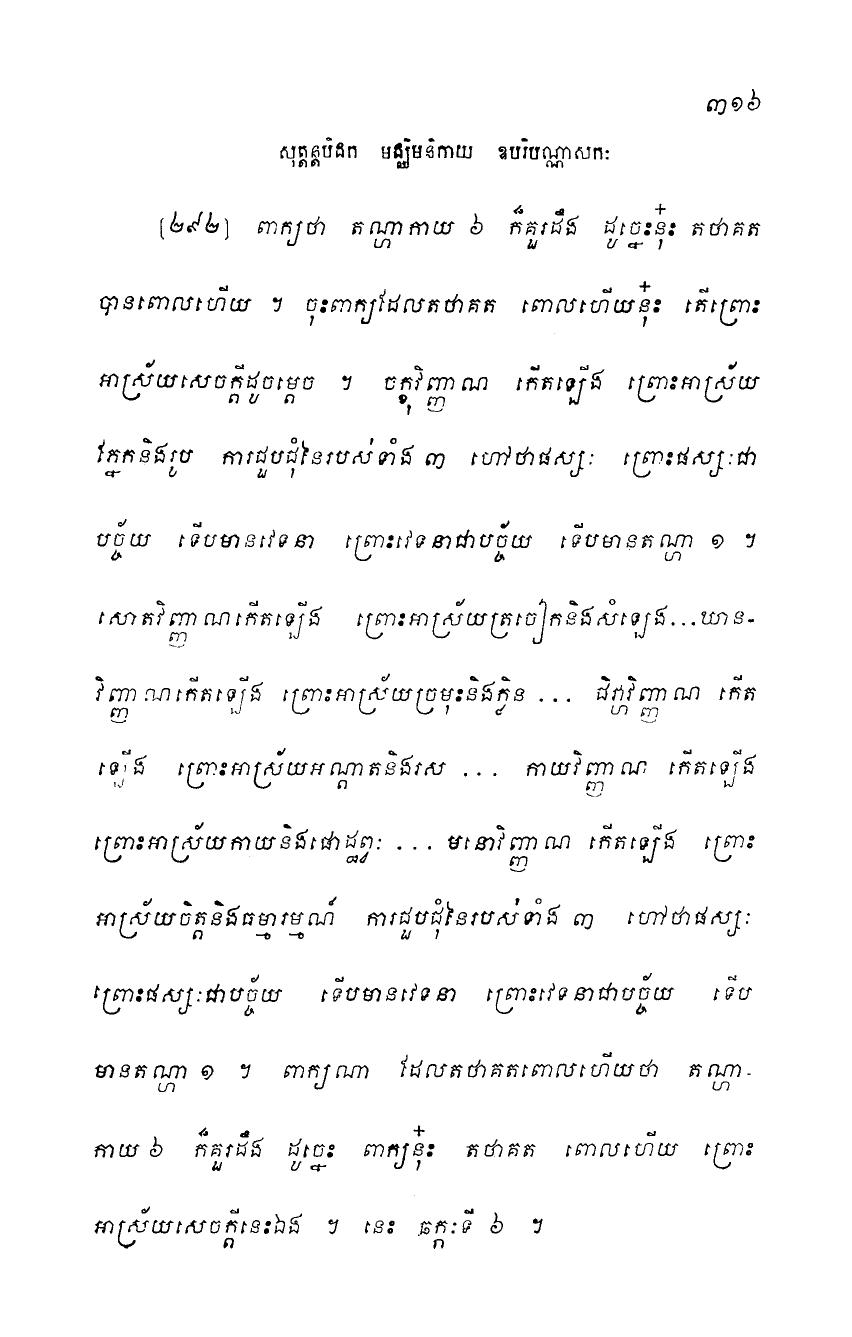 ៣១៦
សុត្តន្តបិដក មជ្ឈិមនិកាយ ឧបរិបណ្ណាសកៈ
[២៩២] ពាក្យថា តណ្ហាកាយ ៦ ក៏គួរដឹង ដូច្នេះនុ៎ះ តថាគត
បានពោលហើយ ។ ចុះពាក្យដែលតថាគត ពោលហើយនុ៎ះ តើព្រោះ
អាស្រ័យសេចក្តីដូចម្តេច ។ ចក្ខុវិញ្ញាណ កើតឡើង ព្រោះអាស្រ័យ
ភ្នែកនិងរូប ការជួបជុំនៃរបស់ទាំង ៣ ហៅថាផស្សៈ ព្រោះផស្សៈជា
បច្ច័យ ទើបមានវេទនា ព្រោះវេទនាជាបច្ច័យ ទើបមានតណ្ហា ១ ។
សោតវិញ្ញាណកើតឡើង ព្រោះអាស្រ័យត្រចៀកនិងសំឡេង...ឃាន-
វិញ្ញាណកើតឡើង ព្រោះអាស្រ័យច្រមុះនិងក្លិន ... ជិវ្ហាវិញ្ញាណ កើត
ឡើង ព្រោះអាស្រ័យអណ្តាតនិងរស ... កាយវិញ្ញាណ កើតឡើង
ព្រោះអាស្រ័យកាយនិងផោដ្ឋព្វៈ ... មនោវិញ្ញាណ កើតឡើង ព្រោះ
អាស្រ័យចិត្តនិងធម្មារម្មណ៍ ការជួបជុំនៃរបស់ទាំង ៣ ហៅថាផស្សៈ
ព្រោះផស្សៈជាបច្ច័យ ទើបមានវេទនា ព្រោះវេទនាជាបច្ច័យ ទើប
មានតណ្ហា ១ ។ ពាក្យណា ដែលតថាគតពោលហើយថា តណ្ហា-
កាយ ៦ ក៏គួរដឹង ដូច្នេះ ពាក្យនុ៎ះ តថាគត ពោលហើយ ព្រោះ
អាស្រ័យសេចក្តីនេះឯង ។ នេះ ឆក្កៈទី ៦ ។